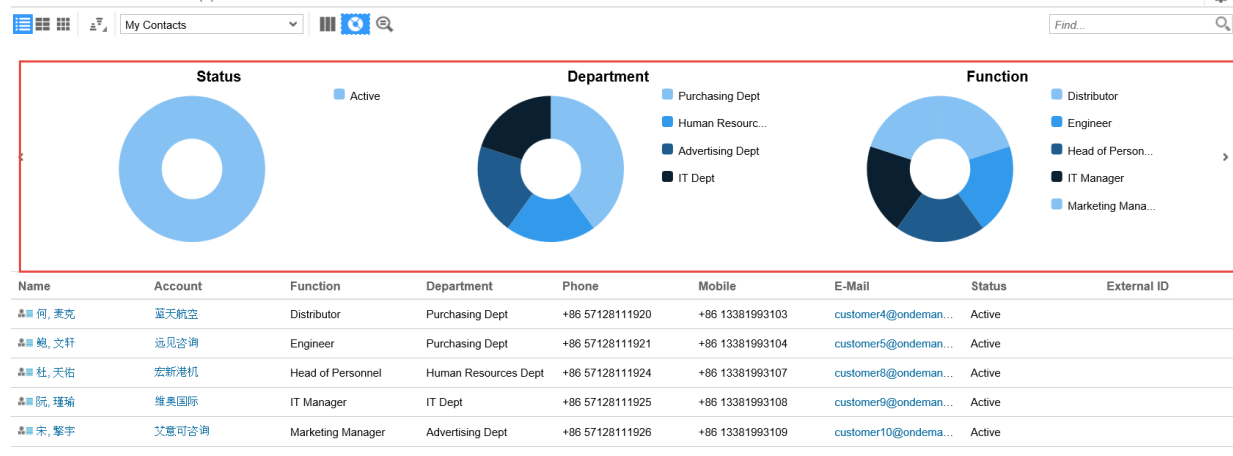 My Contacts
Find...
Status
Active
Department
Purchasing Dept
Human Resourc...
Advertising Dept
IT Dept
Function
Distributor
Engineer
Head of Person...
IT Manager
Marketing Mana...
Name Account Function Department Phone Mobile E-Mail Status External ID
何, 麦克 蓝天航空 Distributor Purchasing Dept +86 57128111920 +86 13381993103 customer4@ondeman... Active
鲍, 文轩 远见咨询 Engineer Purchasing Dept +86 57128111921 +86 13381993104 customer5@ondeman... Active
杜, 天佑 宏新港机 Head of Personnel Human Resources Dept +86 57128111924 +86 13381993107 customer8@ondeman... Active
阮, 瑾瑜 维奥国际 IT Manager IT Dept +86 57128111925 +86 13381993108 customer9@ondeman... Active
宋, 擎宇 艾意可咨询 Marketing Manager Advertising Dept +86 57128111926 +86 13381993109 customer10@ondema... Active